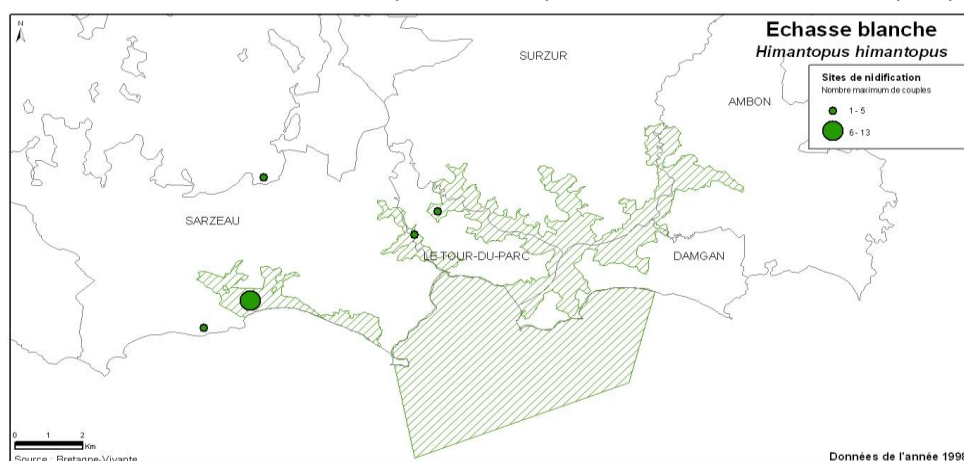 N
Echasse blanche
Himantopus himantopus
Sites de nidification
Nombre maximum de couples
1 - 5
6 - 13
SURZUR
AMBON
SARZEAU
LE TOUR-DU-PARC
DAMGAN
0 1 2
Km
Source : Bretagne-Vivante
Données de l'année 1998